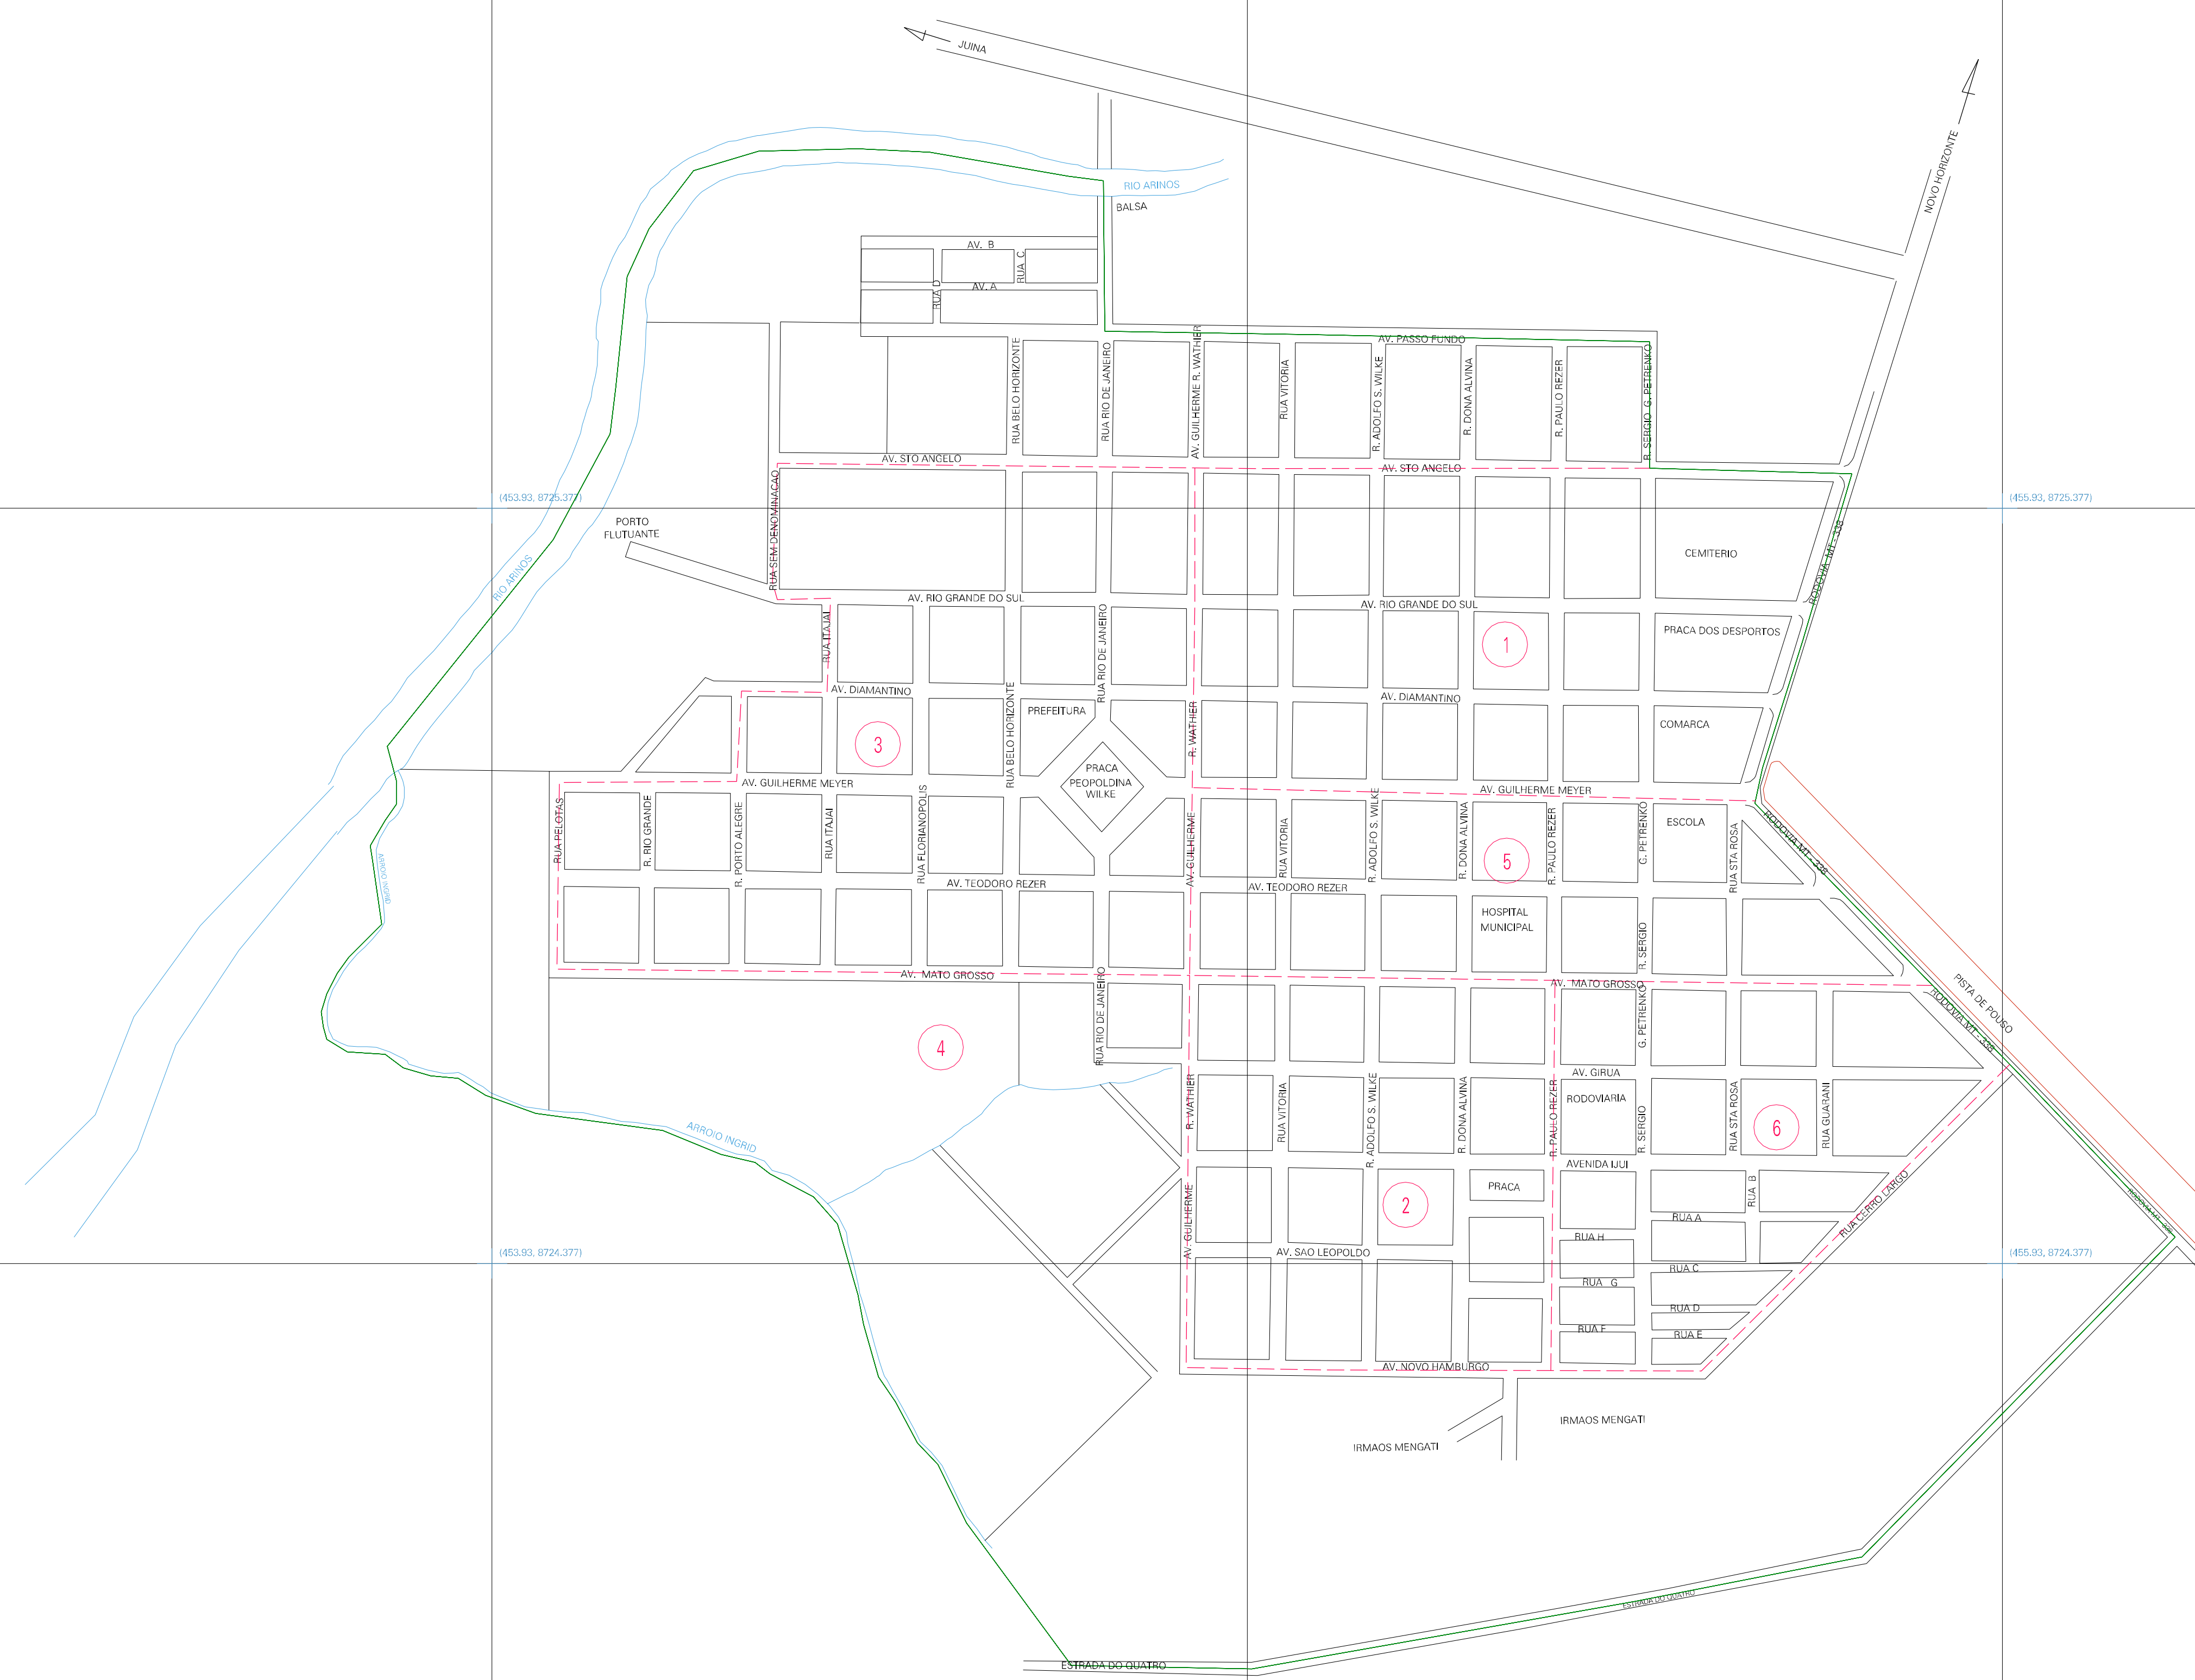 JUINA
NOVO HORIZONTE
RIO ARINOS
BALSA
AV. B
RUA C
RUA D
AV. A
AV. PASSO FUNDO
RUA BELO HORIZONTE
RUA RIO DE JANEIRO
AV. GUILHERME R. WATHIER
RUA VITORIA
R. ADOLFO S. WILKE
R. DONA ALVINA
R. PAULO REZER
R. SERGIO G. PETRENKO
AV. STO ANGELO
AV. STO ANGELO
(453.93, 8725.377)
(455.93, 8725.377)
PORTO
FLUTUANTE
RUA SEM DENOMINACAO
RIO ARINOS
CEMITERIO
RODOVIA MT - 338
AV. RIO GRANDE DO SUL
AV. RIO GRANDE DO SUL
RUA ITAJAI
RUA RIO DE JANEIRO
1
PRACA DOS DESPORTOS
AV. DIAMANTINO
AV. DIAMANTINO
RUA BELO HORIZONTE
PREFEITURA
R. WATHIER
COMARCA
3
PRACA
PEOPOLDINA
WILKE
AV. GUILHERME MEYER
AV. GUILHERME MEYER
RUA PELOTAS
R. RIO GRANDE
R. PORTO ALEGRE
RUA ITAJAI
RUA FLORIANOPOLIS
AV. GUILHERME
RUA VITORIA
R. ADOLFO S. WILKE
R. DONA ALVINA
5
R. PAULO REZER
G. PETRENKO
ESCOLA
RUA STA ROSA
RODOVIA MT - 338
ARROIO INGRID
AV. TEODORO REZER
AV. TEODORO REZER
HOSPITAL
MUNICIPAL
R. SERGIO
AV. MATO GROSSO
AV. MATO GROSSO
PISTA DE POUSO
RODOVIA MT - 338
RUA RIO DE JANEIRO
G. PETRENKO
4
AV. GIRUA
R. WATHIER
RUA VITORIA
R. ADOLFO S. WILKE
R. DONA ALVINA
R. PAULO REZER
RODOVIARIA
R. SERGIO
RUA STA ROSA
6
RUA GUARANI
ARROIO INGRID
AVENIDA IJUI
PRACA
2
RUA B
RUA CERRO LARGO
RODOVIA MT - 338
AV. GUILHERME
RUA A
RUA H
AV. SAO LEOPOLDO
(453.93, 8724.377)
(455.93, 8724.377)
RUA C
RUA G
RUA D
RUA F
RUA E
AV. NOVO HAMBURGO
IRMAOS MENGATI
IRMAOS MENGATI
ESTRADA DO QUATRO
ESTRADA DO QUATRO